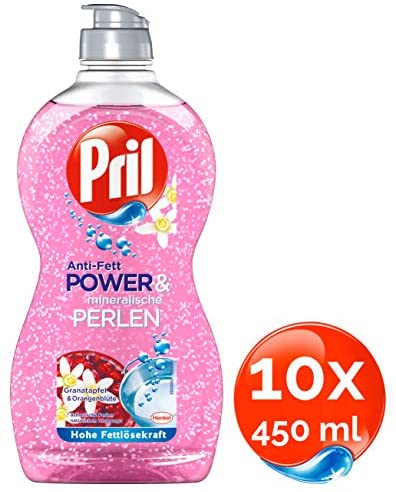 Pril
Anti-Fett
POWER&
mineralische
PERLEN
Granatapfel
& Orangenblüte
Henkel
Hohe Fettlösekraft
10X
450 ml